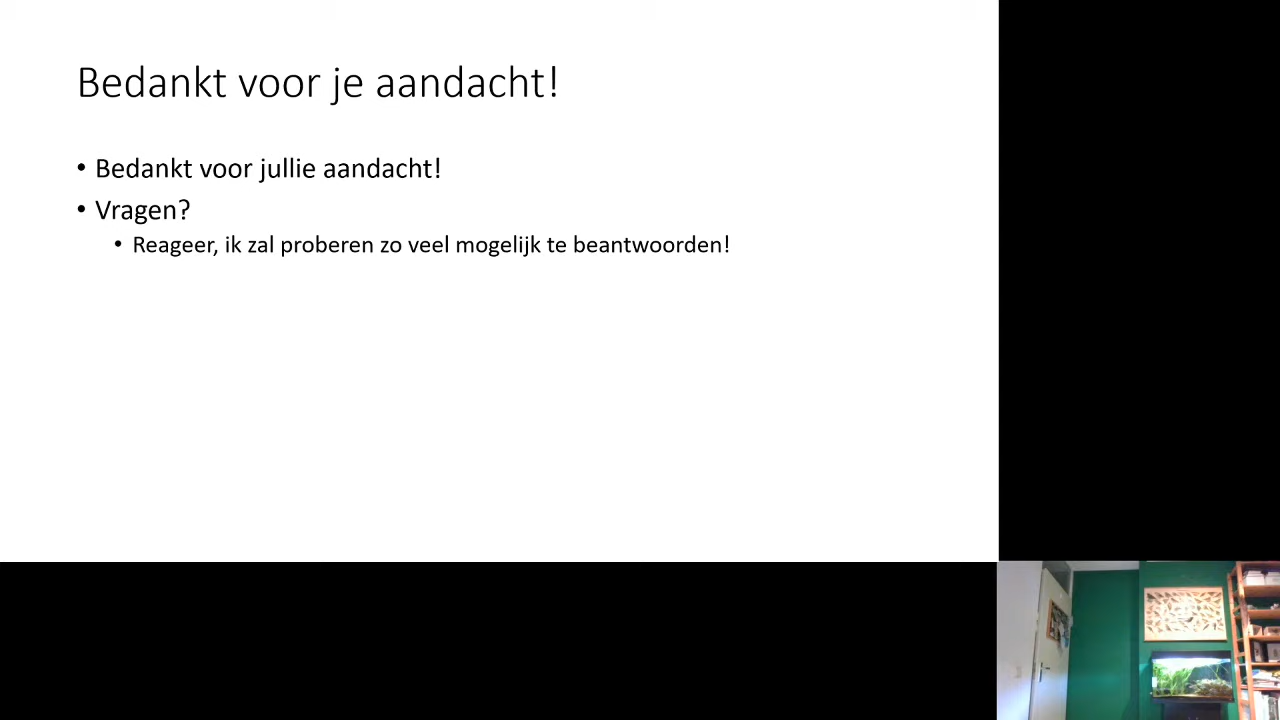 Bedankt voor je aandacht!
• Bedankt voor jullie aandacht!
• Vragen?
• Reageer, ik zal proberen zo veel mogelijk te beantwoorden!